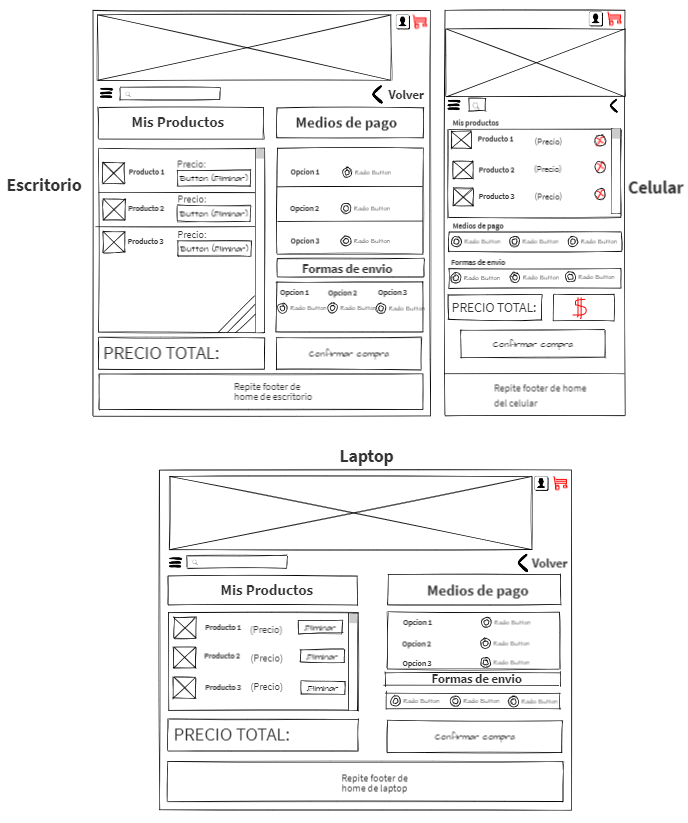 Escritorio
Volver
Mis Productos
Medios de pago
Producto 1
Precio:
Button (Eliminar)
Producto 2
Precio:
Button (Eliminar)
Producto 3
Precio:
Button (Eliminar)
Opcion 1
Radio Button
Opcion 2
Radio Button
Opcion 3
Radio Button
Formas de envio
Opcion 1 Opcion 2 Opcion 3
Radio Button Radio Button Radio Button
PRECIO TOTAL:
Confirmar compra
Repite footer de
home de escritorio
Celular
Mis productos
Producto 1 (Precio)
Producto 2 (Precio)
Producto 3 (Precio)
Medios de pago
Radio Button Radio Button Radio Button
Formas de envio
Radio Button Radio Button Radio Button
PRECIO TOTAL: $
Confirmar compra
Repite footer de home
del celular
Laptop
Volver
Mis Productos
Medios de pago
Producto 1 (Precio) Eliminar
Producto 2 (Precio) Eliminar
Producto 3 (Precio) Eliminar
Opcion 1 Radio Button
Opcion 2 Radio Button
Opcion 3 Radio Button
Formas de envio
Radio Button Radio Button Radio Button
PRECIO TOTAL:
Confirmar compra
Repite footer de
home de laptop